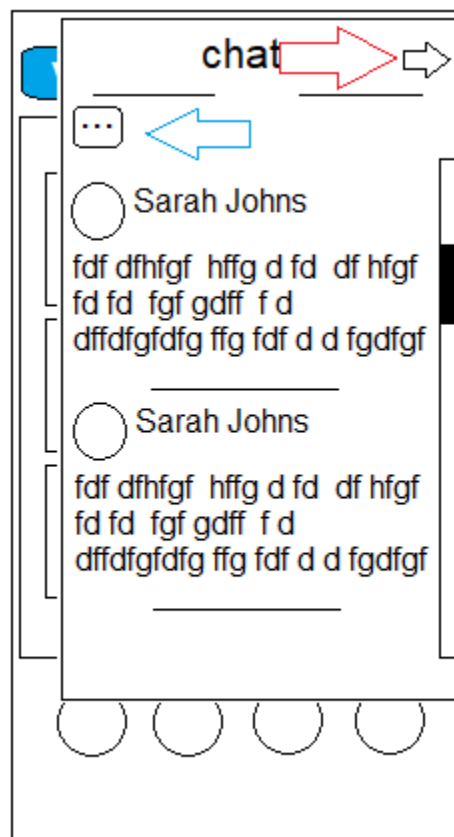 chat
...
Sarah Johns
fdf dfhfgf hffg d fd df hfgf
fd fd fgf gdff f d
dffdfgfdfg ffg fdf d d fgdfgf
Sarah Johns
fdf dfhfgf hffg d fd df hfgf
fd fd fgf gdff f d
dffdfgfdfg ffg fdf d d fgdfgf